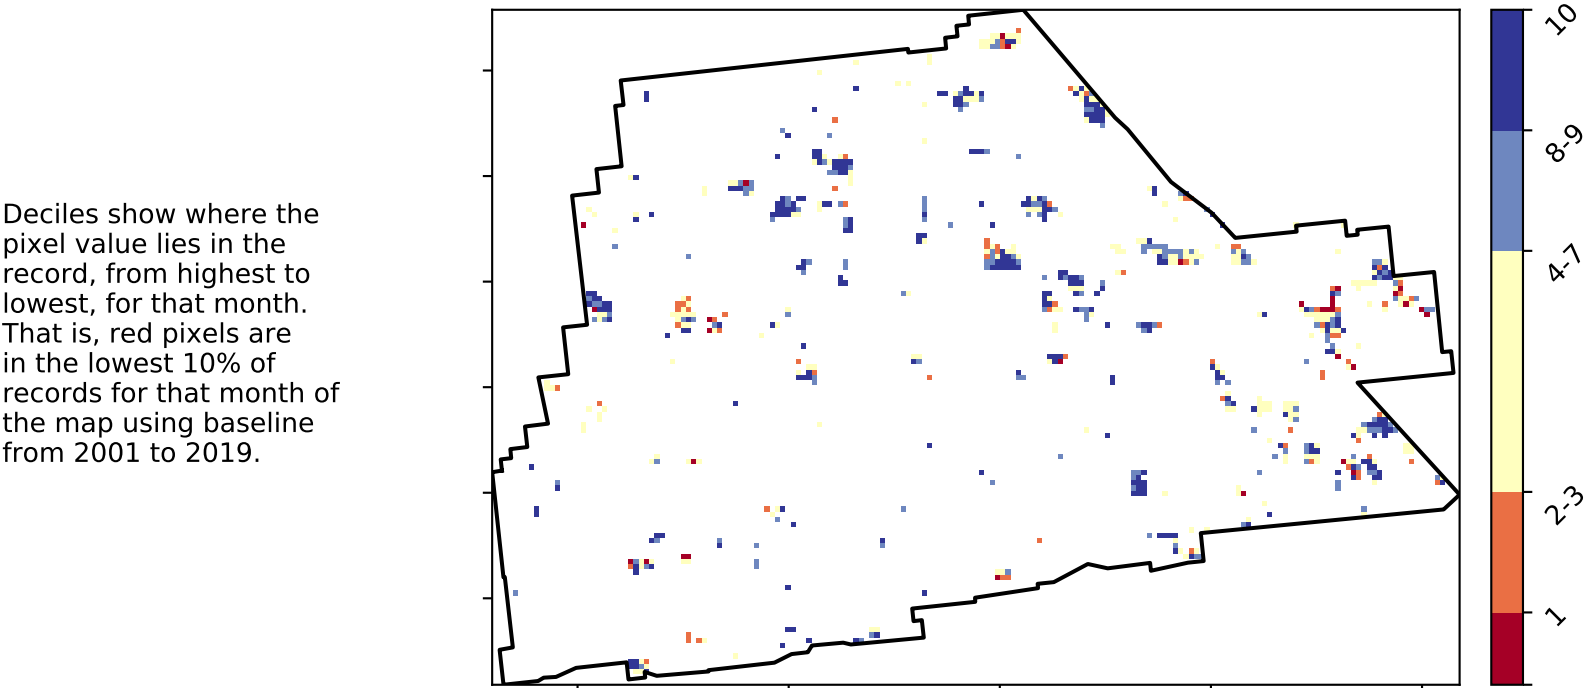 Deciles show where the
pixel value lies in the
record, from highest to
lowest, for that month.
That is, red pixels are
in the lowest 10% of
records for that month of
the map using baseline
from 2001 to 2019.
10
8-9
4-7
2-3
1